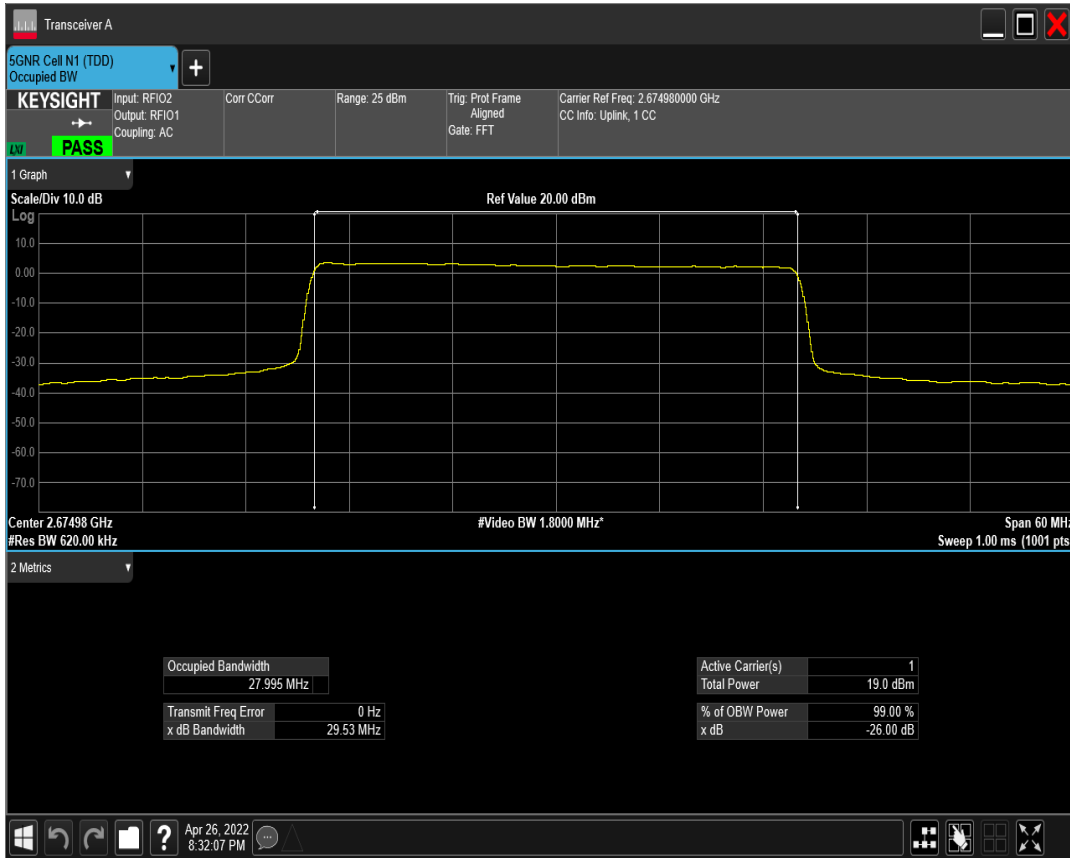 Transceiver A
5GNR Cell N1 (TDD)
Occupied BW
+
KEYSIGHT
LXI
PASS
Input: RFIO2
Output: RFIO1
Coupling: AC
Corr CCorr
Range: 25 dBm
Trig: Prot Frame
Aligned
Gate: FFT
Carrier Ref Freq: 2.674980000 GHz
CC Info: Uplink, 1 CC
1 Graph
Scale/Div 10.0 dB
Ref Value 20.00 dBm
Log
10.0
0.00
-10.0
-20.0
-30.0
-40.0
-50.0
-60.0
-70.0
Center 2.67498 GHz
#Video BW 1.8000 MHz*
Span 60 MHz
#Res BW 620.00 kHz
Sweep 1.00 ms (1001 pts
2 Metrics
Occupied Bandwidth
27.995 MHz
Transmit Freq Error 0 Hz
x dB Bandwidth 29.53 MHz
Active Carrier(s) 1
Total Power 19.0 dBm
% of OBW Power 99.00 %
x dB -26.00 dB
?
Apr 26, 2022
8:32:07 PM